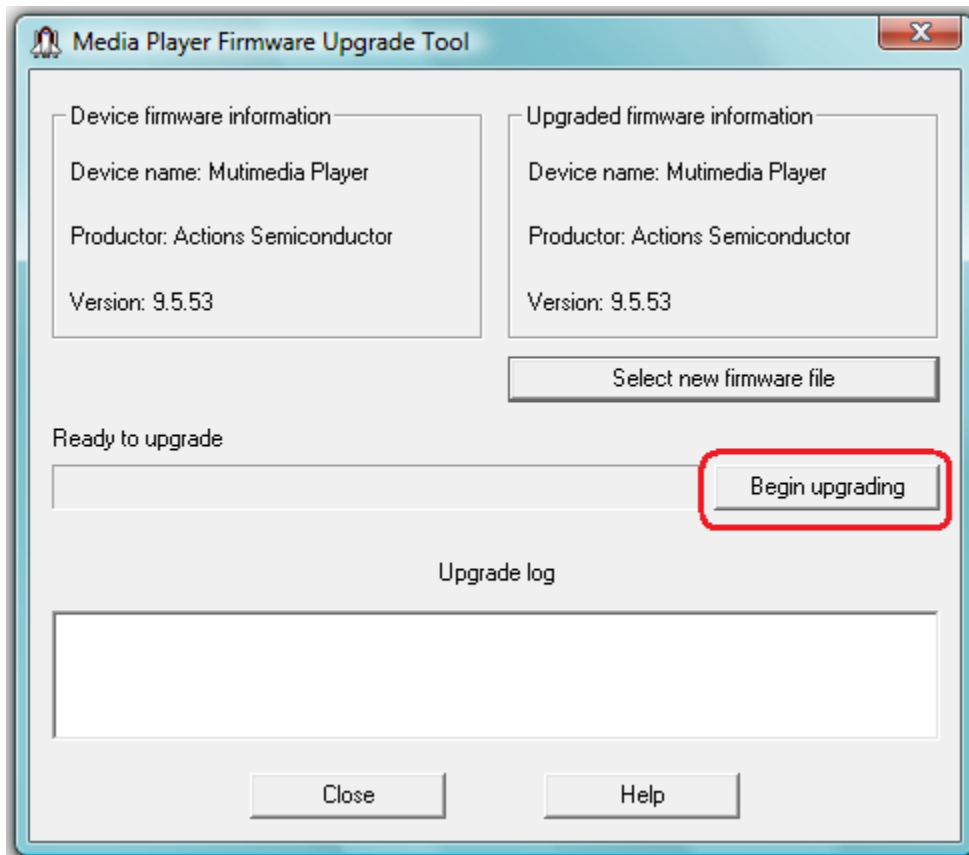 Media Player Firmware Upgrade Tool
Device firmware information
Device name: Mutimedia Player
Productor: Actions Semiconductor
Version: 9.5.53
Upgraded firmware information
Device name: Mutimedia Player
Productor: Actions Semiconductor
Version: 9.5.53
Select new firmware file
Ready to upgrade
Begin upgrading
Upgrade log
Close
Help